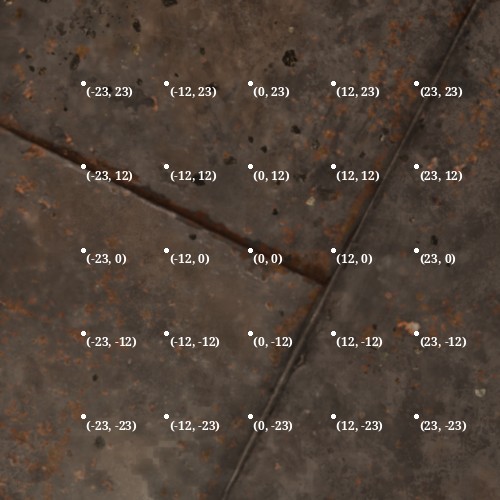 (-23, 23) (-12, 23) (0, 23) (12, 23) (23, 23)
(-23, 12) (-12, 12) (0, 12) (12, 12) (23, 12)
(-23, 0) (-12, 0) (0, 0) (12, 0) (23, 0)
(-23, -12) (-12, -12) (0, -12) (12, -12) (23, -12)
(-23, -23) (-12, -23) (0, -23) (12, -23) (23, -23)